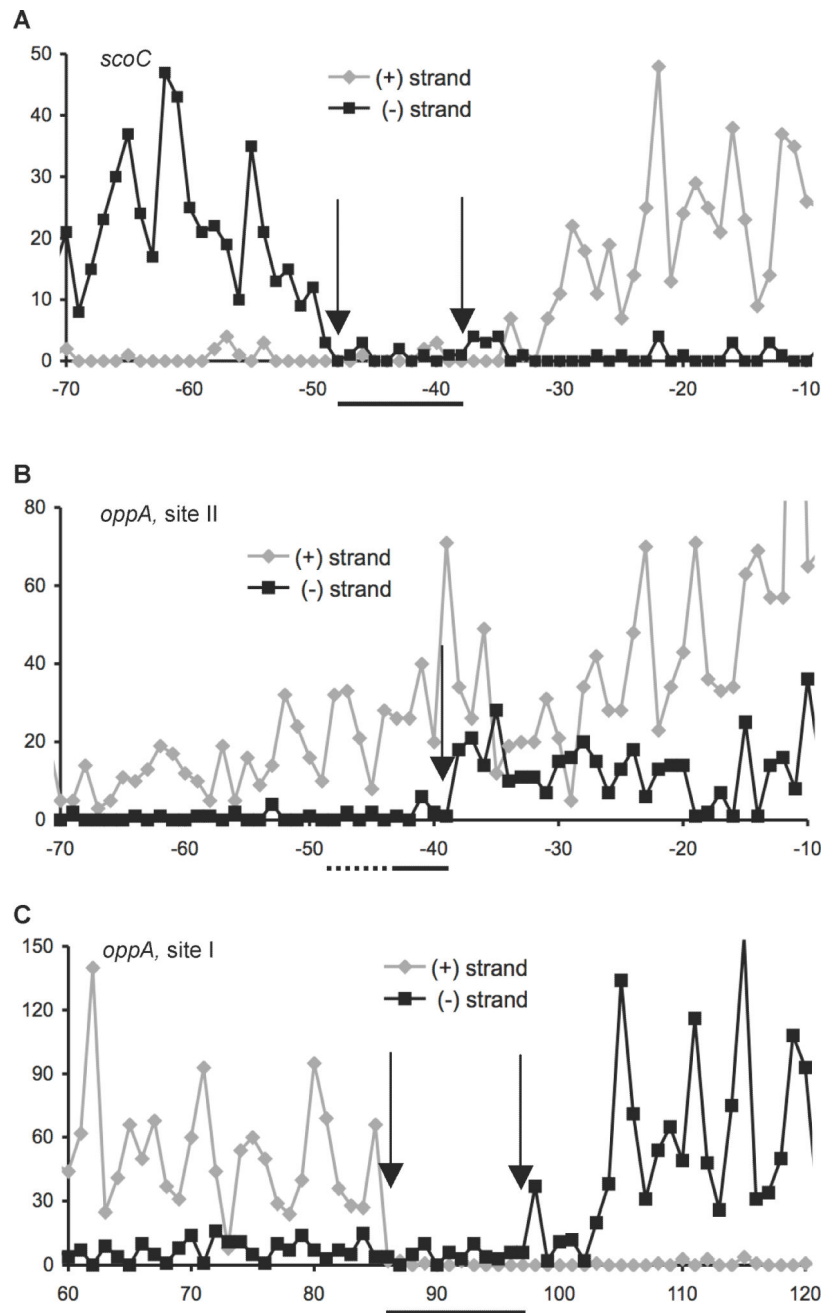 A
scoC
(+) strand
(-) strand
50
40
30
20
10
0
-70 -60 -50 -40 -30 -20 -10
B
oppA, site II
(+) strand
(-) strand
80
60
40
20
0
-70 -60 -50 -40 -30 -20 -10
C
oppA, site I
(+) strand
(-) strand
150
120
90
60
30
0
60 70 80 90 100 110 120